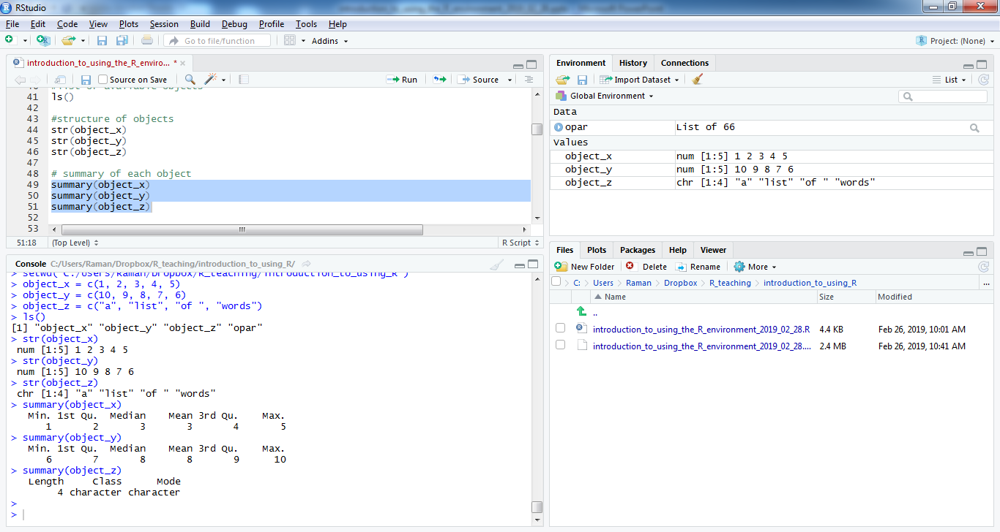 RStudio
File Edit Code View Plots Session Build Debug Profile Tools Help
Go to file/function Addins Project: (None)
introduction_to_using_the_R_enviro... *
Source on Save Run Source
40 #list of available objects
41 ls()
42
43 #structure of objects
44 str(object_x)
45 str(object_y)
46 str(object_z)
47
48 # summary of each object
49 summary(object_x)
50 summary(object_y)
51 summary(object_z)
52
53
51:18 (Top Level) R Script
Console C:/Users/Raman/Dropbox/R_teaching/introduction_to_using_R/
> setwd("C:/Users/Raman/Dropbox/R_teaching/introduction_to_using_R")
> object_x = c(1, 2, 3, 4, 5)
> object_y = c(10, 9, 8, 7, 6)
> object_z = c("a", "list", "of ", "words")
> ls()
[1] "object_x" "object_y" "object_z" "opar"
> str(object_x)
 num [1:5] 1 2 3 4 5
> str(object_y)
 num [1:5] 10 9 8 7 6
> str(object_z)
 chr [1:4] "a" "list" "of " "words"
> summary(object_x)
   Min. 1st Qu.  Median    Mean 3rd Qu.    Max.
      1       2       3       3       4       5
> summary(object_y)
   Min. 1st Qu.  Median    Mean 3rd Qu.    Max.
      6       7       8       8       9      10
> summary(object_z)
   Length     Class      Mode
        4 character character
>
>
Environment History Connections
Import Dataset List
Global Environment
Data
opar List of 66
Values
object_x num [1:5] 1 2 3 4 5
object_y num [1:5] 10 9 8 7 6
object_z chr [1:4] "a" "list" "of " "words"
Files Plots Packages Help Viewer
New Folder Delete Rename More
C: Users Raman Dropbox R_teaching introduction_to_using_R ...
Name Size Modified
..
introduction_to_using_the_R_environment_2019_02_28.R 4.4 KB Feb 26, 2019, 10:01 AM
introduction_to_using_the_R_environment_2019_02_28.... 2.4 MB Feb 26, 2019, 10:41 AM